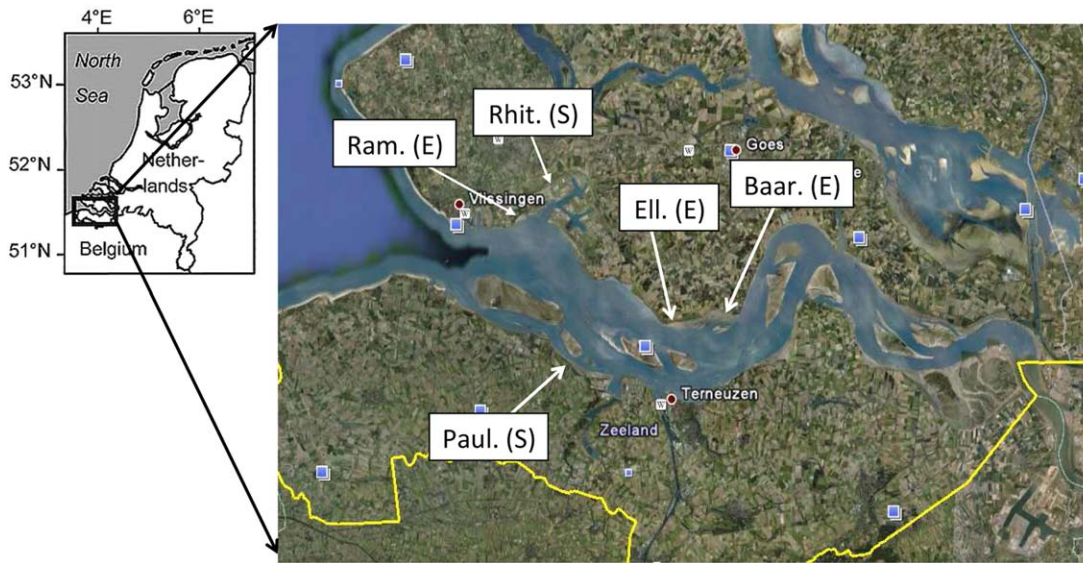 4°E
6°E
53°N
52°N
51°N
North
Sea
Nether-
lands
Belgium
Rhit. (S)
Ram. (E)
W
W
Goes
Baar. (E)
e
Vlissingen
W
Ell. (E)
Terneuzen
W
Zeeland
Paul. (S)